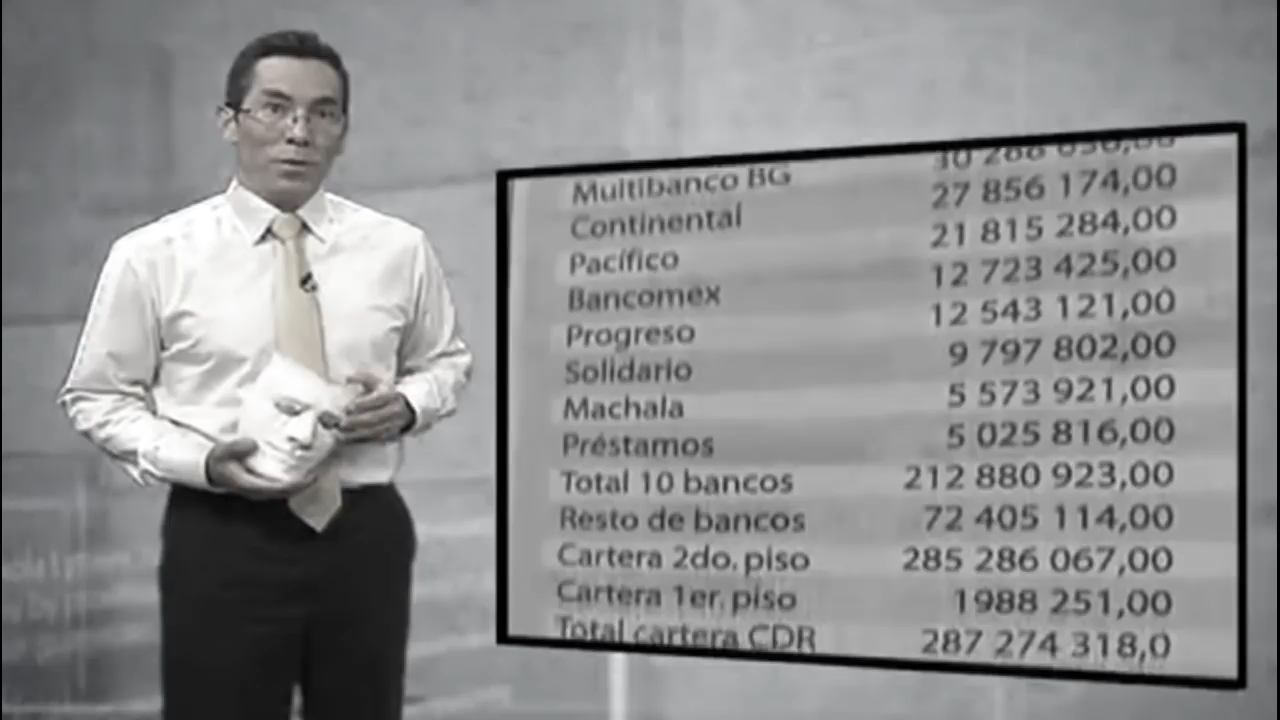 Multibanco BG
Continental 27 856 174,00
Pacífico 21 815 284,00
Bancomex 12 723 425,00
Progreso 12 543 121,00
Solidario 9 797 802,00
Machala 5 573 921,00
Préstamos 5 025 816,00
Total 10 bancos 212 880 923,00
Resto de bancos 72 405 114,00
Cartera 2do. piso 285 286 067,00
Cartera 1er. piso 1988 251,00
Total cartera CDR 287 274 318,0